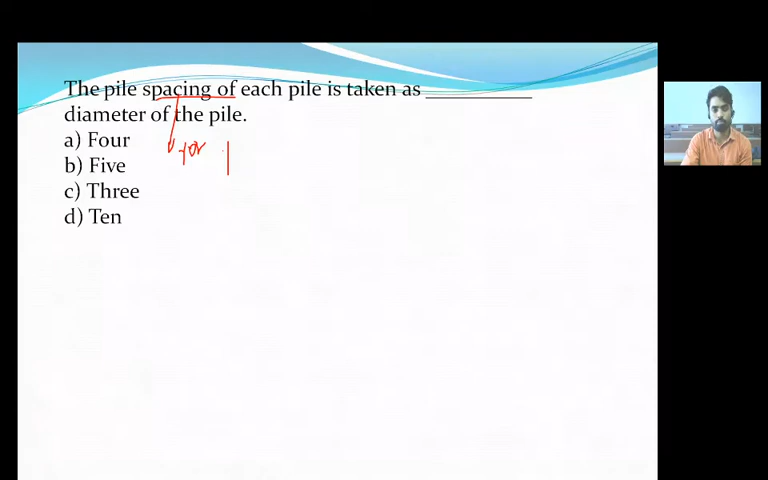 The pile spacing of each pile is taken as __________
diameter of the pile.
a) Four
for
b) Five
c) Three
d) Ten